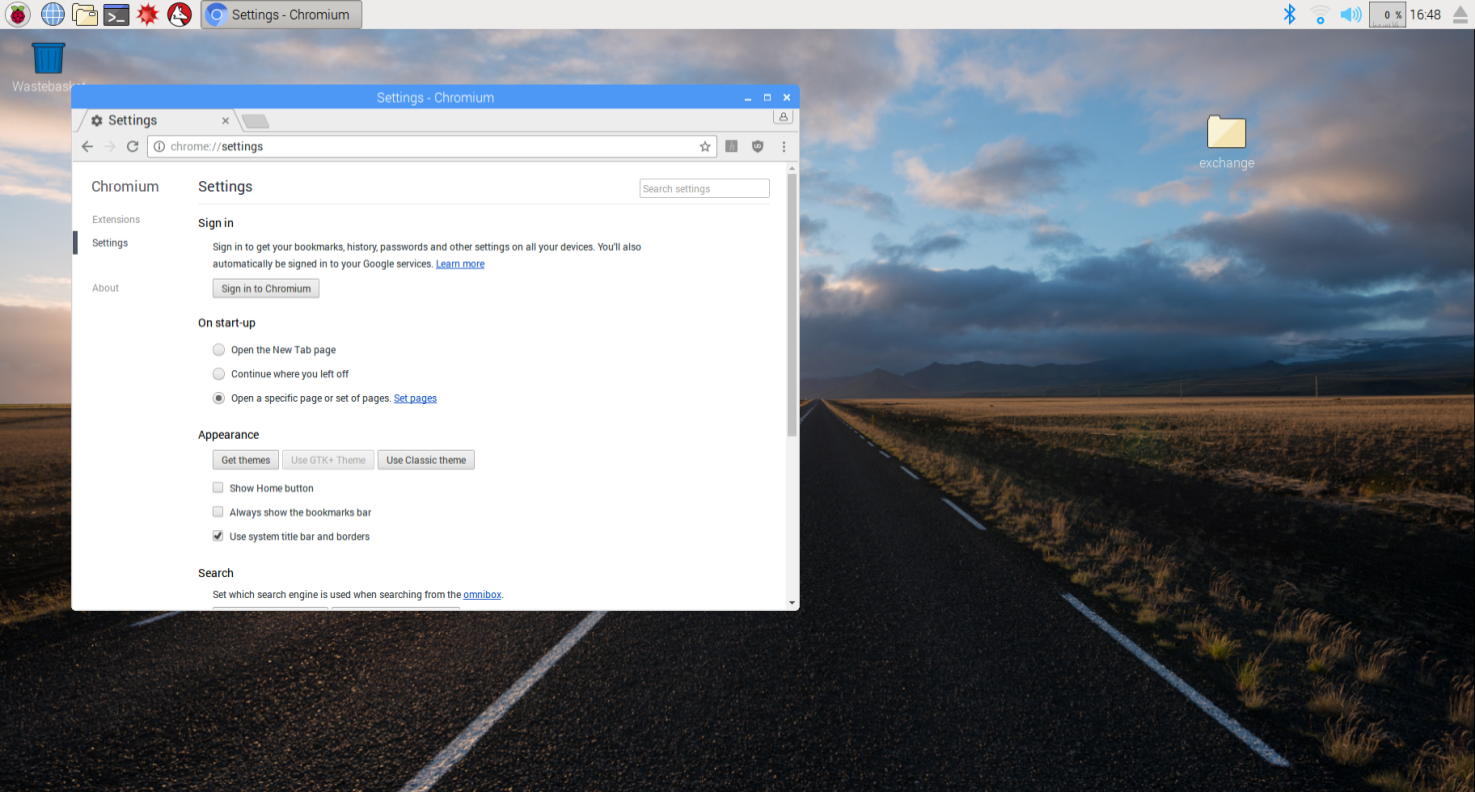 Settings - Chromium
0 %
16:48
Wastebas
exchange
Settings - Chromium
Settings
chrome://settings
Chromium
Settings
Search settings
Extensions
Settings
About
Sign in
Sign in to get your bookmarks, history, passwords and other settings on all your devices. You'll also
automatically be signed in to your Google services. Learn more
Sign in to Chromium
On start-up
Open the New Tab page
Continue where you left off
Open a specific page or set of pages. Set pages
Appearance
Get themes
Use GTK+ Theme
Use Classic theme
Show Home button
Always show the bookmarks bar
Use system title bar and borders
Search
Set which search engine is used when searching from the omnibox.